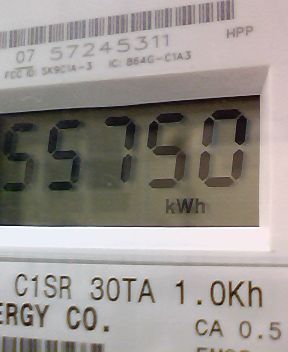 HPP
07 57245311
FCC ID: SK9C1A-3 IC: 864G-C1A3
55750
kWh
C1SR 30TA 1.0Kh
ERGY CO.
CA 0.5